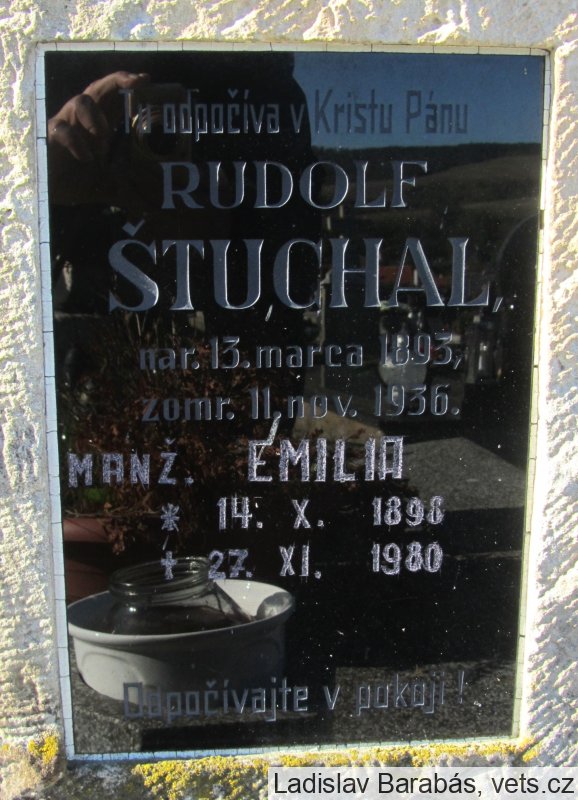 Tu odpočíva v Kristu Pánu
RUDOLF
ŠTUCHAL,
nar. 13. marca 1893,
zomr. 11. nov. 1936.
MANŽ. EMILIA
* 14. X. 1898
† 27. XI. 1980
Odpočívajte v pokoji!
Ladislav Barabás, vets.cz